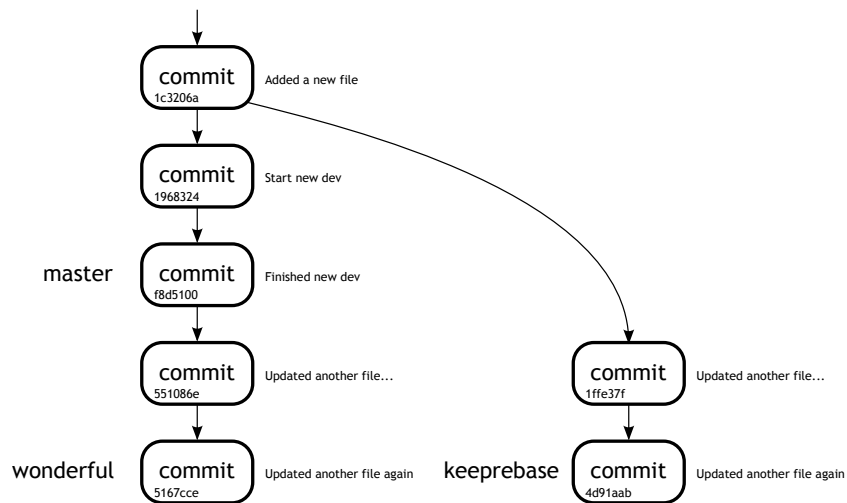 commit
1c3206a
Added a new file
commit
1968324
Start new dev
master
commit
f8d5100
Finished new dev
commit
551086e
Updated another file...
commit
1ffe37f
Updated another file...
wonderful
commit
5167cce
Updated another file again
keeprebase
commit
4d91aab
Updated another file again